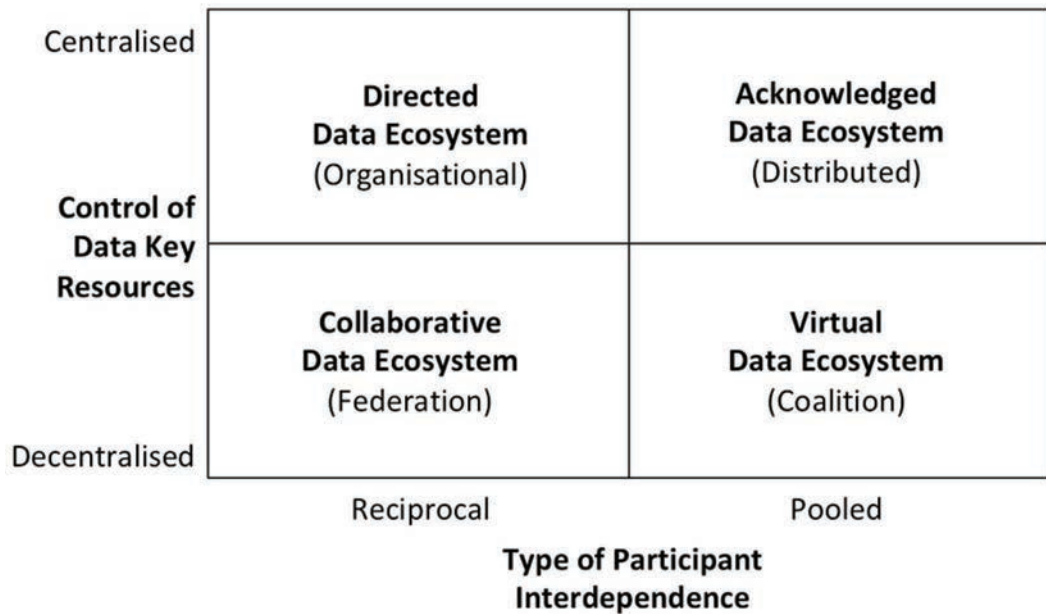 Centralised
Directed
Data Ecosystem
(Organisational)
Acknowledged
Data Ecosystem
(Distributed)
Control of
Data Key
Resources
Collaborative
Data Ecosystem
(Federation)
Virtual
Data Ecosystem
(Coalition)
Decentralised
Reciprocal
Pooled
Type of Participant
Interdependence